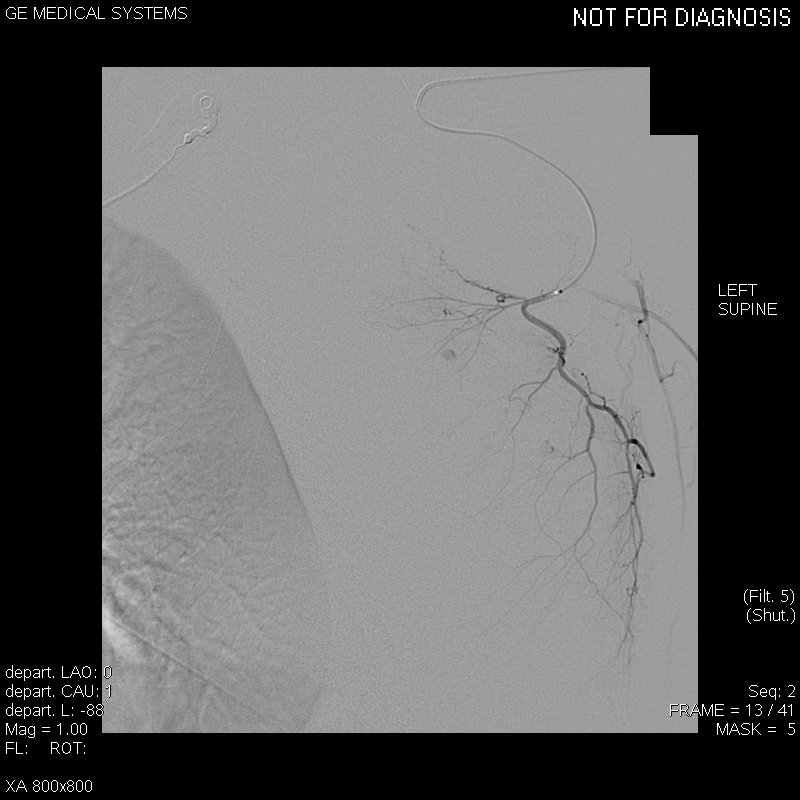 GE MEDICAL SYSTEMS
NOT FOR DIAGNOSIS
LEFT
SUPINE
(Filt. 5)
(Shut.)
depart. LAO: 0
depart. CAU: 1
depart. L: -88
Mag = 1.00
FL: ROT:
XA 800x800
Seq: 2
FRAME = 13 / 41
MASK = 5